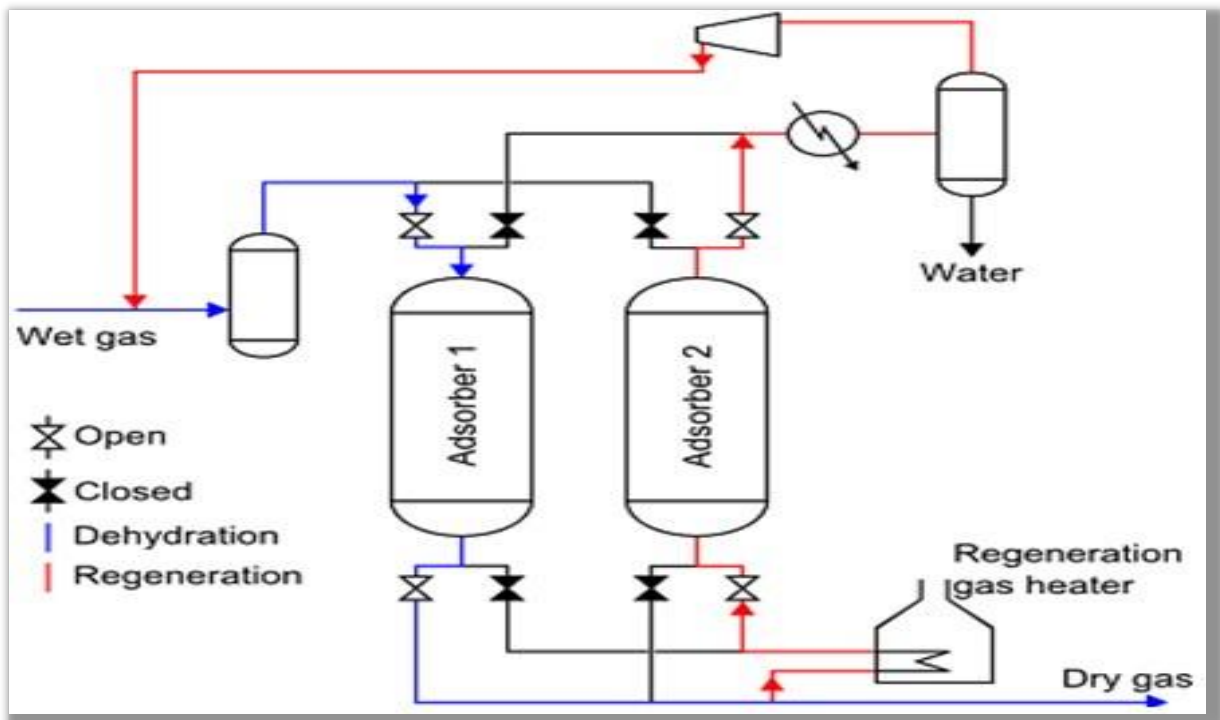 Water
Wet gas
Adsorber 1
Adsorber 2
Open
Closed
Dehydration
Regeneration
Regeneration
gas heater
Dry gas